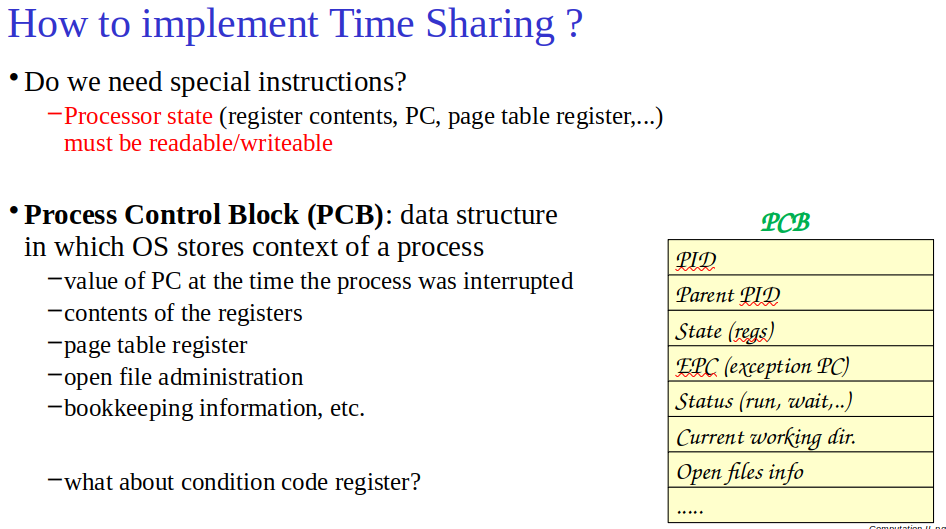 How to implement Time Sharing ?
• Do we need special instructions?
–Processor state (register contents, PC, page table register,...)
must be readable/writeable
• Process Control Block (PCB): data structure
in which OS stores context of a process
–value of PC at the time the process was interrupted
–contents of the registers
–page table register
–open file administration
–bookkeeping information, etc.
–what about condition code register?
PCB
PID
Parent PID
State (regs)
EPC (exception PC)
Status (run, wait,..)
Current working dir.
Open files info
.....